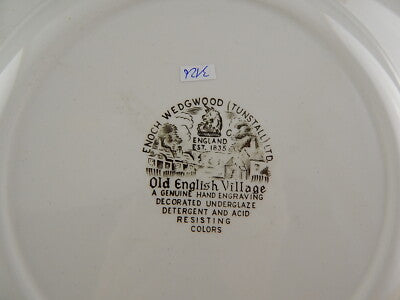 ENOCH WEDGWOOD (TUNSTALL) LTD.
C
ENGLAND
EST. 1835
Old English Village
A GENUINE HAND ENGRAVING
DECORATED UNDERGLAZE
DETERGENT AND ACID
RESISTING
COLORS